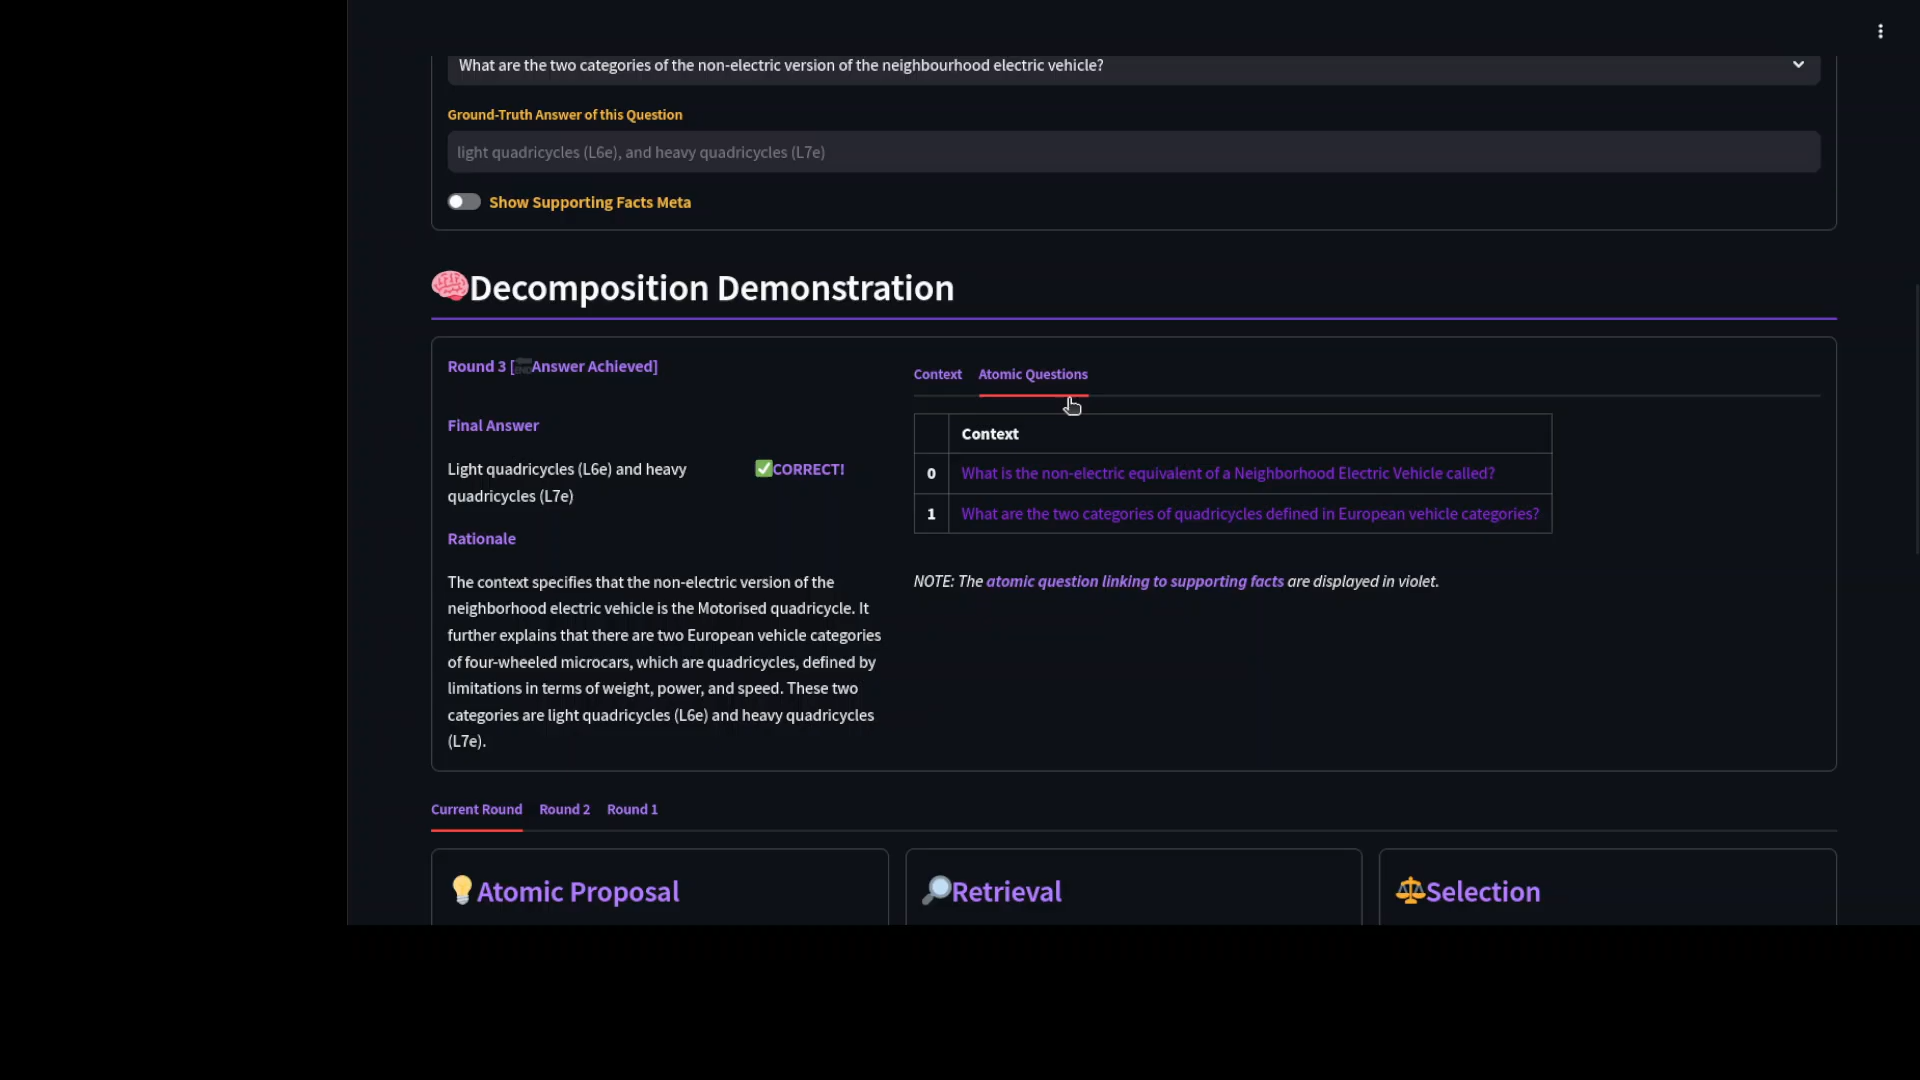 What are the two categories of the non-electric version of the neighbourhood electric vehicle?
Ground-Truth Answer of this Question
light quadricycles (L6e), and heavy quadricycles (L7e)
Show Supporting Facts Meta
Decomposition Demonstration
Round 3 [🔚Answer Achieved]
Final Answer
Light quadricycles (L6e) and heavy
quadricycles (L7e)
✅CORRECT!
Rationale
The context specifies that the non-electric version of the
neighborhood electric vehicle is the Motorised quadricycle. It
further explains that there are two European vehicle categories
of four-wheeled microcars, which are quadricycles, defined by
limitations in terms of weight, power, and speed. These two
categories are light quadricycles (L6e) and heavy quadricycles
(L7e).
Context Atomic Questions
Context
0 What is the non-electric equivalent of a Neighborhood Electric Vehicle called?
1 What are the two categories of quadricycles defined in European vehicle categories?
NOTE: The atomic question linking to supporting facts are displayed in violet.
Current Round Round 2 Round 1
Atomic Proposal
Retrieval
Selection